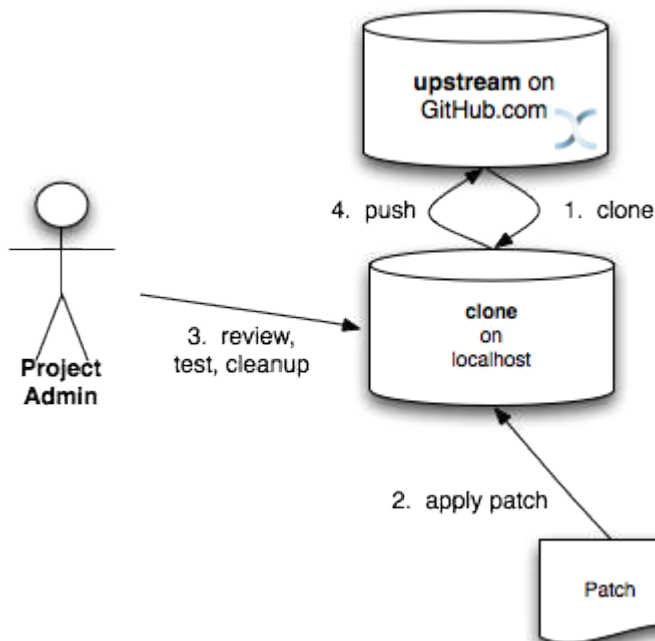 upstream on
GitHub.com
4. push
1. clone
clone
on
localhost
3. review,
test, cleanup
Project
Admin
2. apply patch
Patch